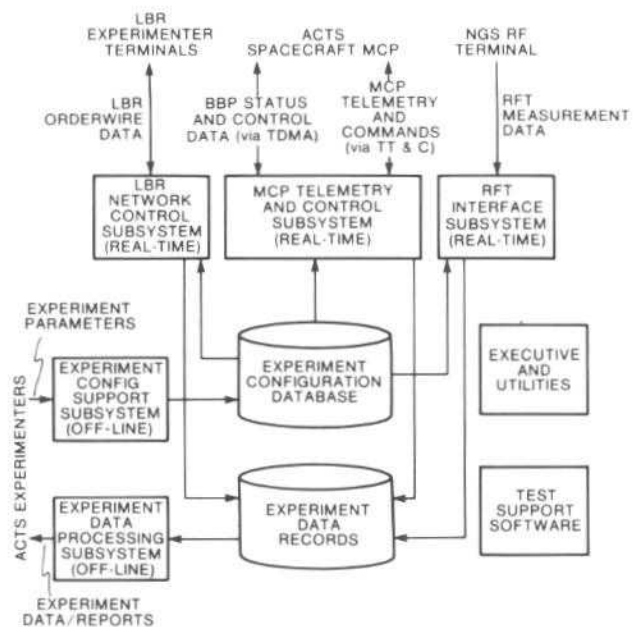 LBR
EXPERIMENTER
TERMINALS
ACTS
SPACECRAFT MCP
NGS RF
TERMINAL
LBR
ORDERWIRE
DATA
BBP STATUS
AND CONTROL
DATA (via TDMA)
MCP
TELEMETRY
AND
COMMANDS
(via TT & C)
RFT
MEASUREMENT
DATA
LBR
NETWORK
CONTROL
SUBSYSTEM
(REAL-TIME)
MCP TELEMETRY
AND CONTROL
SUBSYSTEM
(REAL-TIME)
RFT
INTERFACE
SUBSYSTEM
(REAL-TIME)
EXPERIMENT
PARAMETERS
EXPERIMENT
CONFIG
SUPPORT
SUBSYSTEM
(OFF-LINE)
EXPERIMENT
CONFIGURATION
DATABASE
EXECUTIVE
AND
UTILITIES
ACTS EXPERIMENTERS
EXPERIMENT
DATA
PROCESSING
SUBSYSTEM
(OFF-LINE)
EXPERIMENT
DATA
RECORDS
TEST
SUPPORT
SOFTWARE
EXPERIMENT
DATA/REPORTS